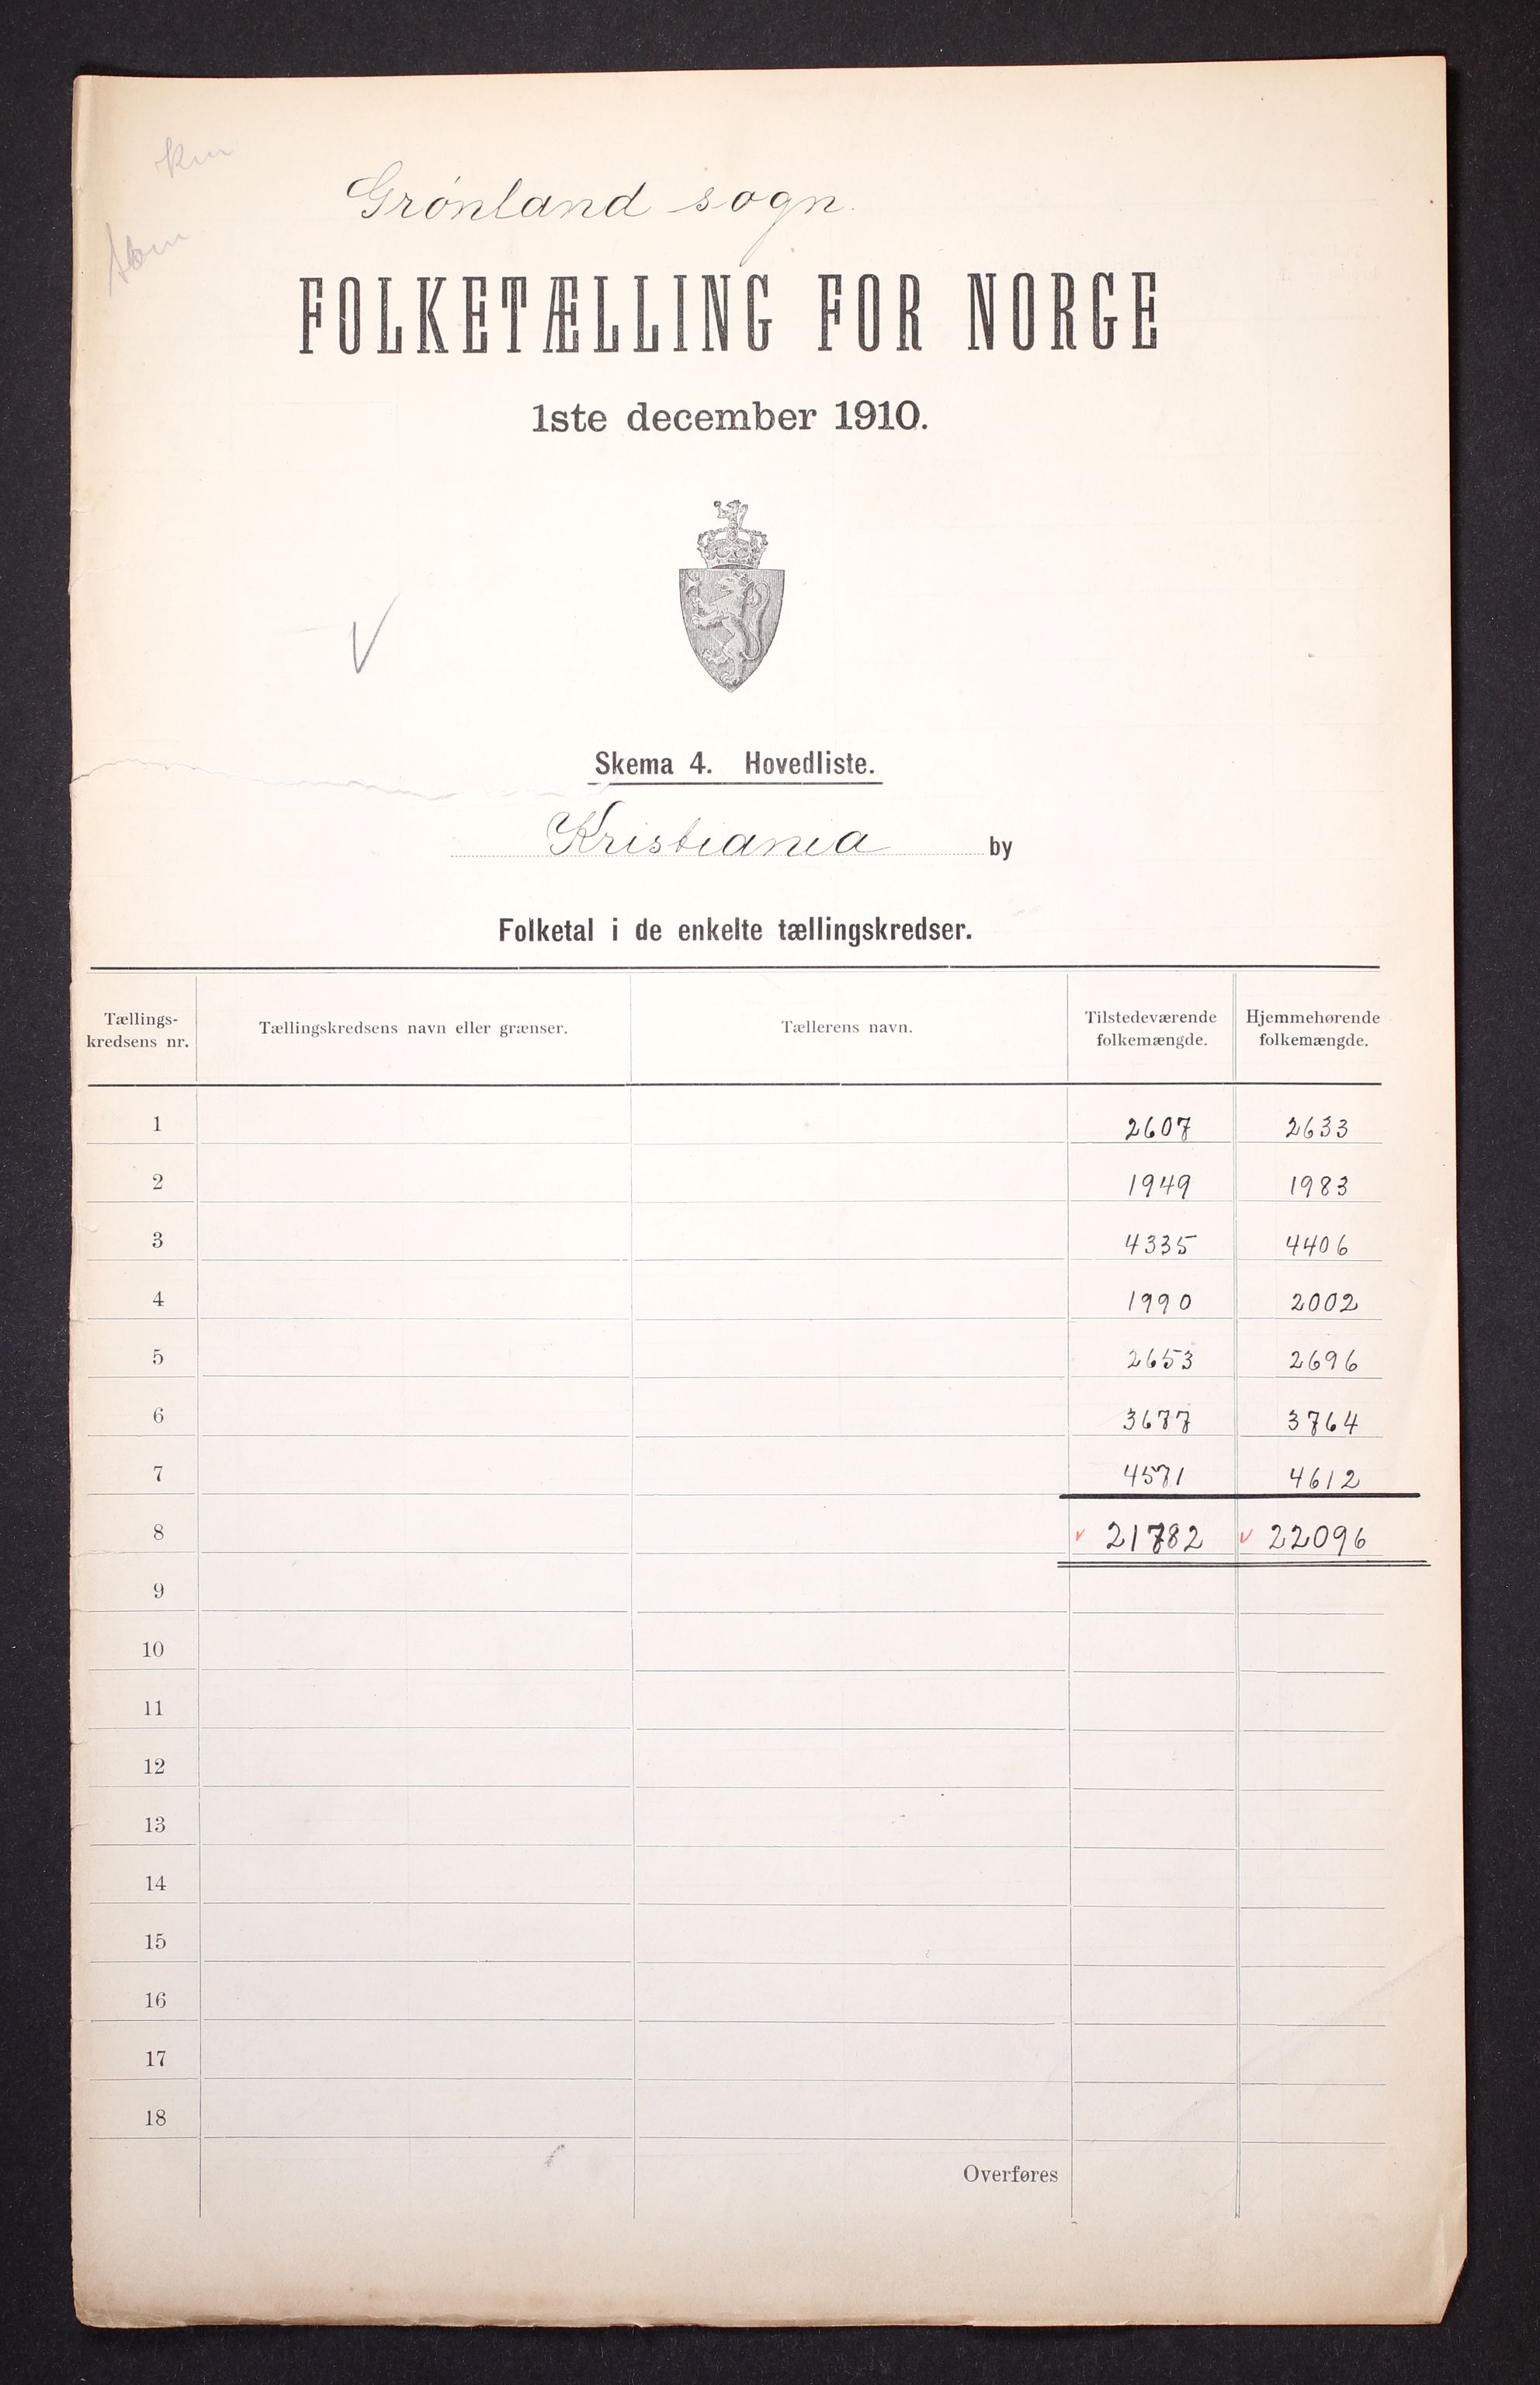 Grønland sogn.
FOLKETÆLLING FOR NORGE
1ste december 1910.
V
Skema 4. Hovedliste.
Kristiania by
Folketal i de enkelte tællingskredser.
Tællings-kredsens nr. Tællingskredsens navn eller grænser. Tællerens navn. Tilstedeværende folkemængde. Hjemmehørende folkemængde.
1 2607 2633
2 1949 1983
3 4335 4406
4 1990 2002
5 2653 2696
6 3677 3764
7 4571 4612
8 v 21782 v 22096
9
10
11
12
13
14
15
16
17
18
Overføres